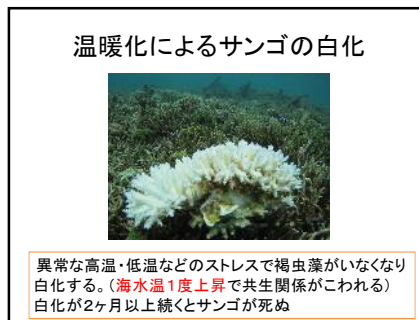 温暖化によるサンゴの白化
異常な高温・低温などのストレスで褐虫藻がいなくなり
白化する。(海水温１度上昇で共生関係がこわれる)
白化が２ヶ月以上続くとサンゴが死ぬ